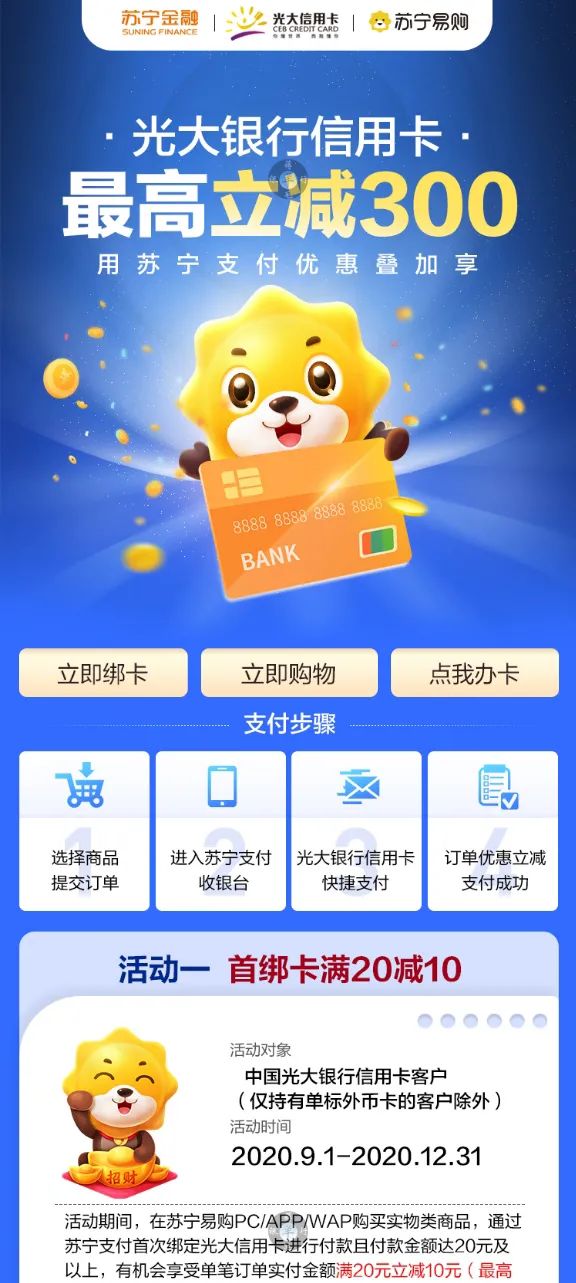 苏宁金融
SUNING FINANCE
光大信用卡
CEB CREDIT CARD
苏宁易购
·光大银行信用卡·
最高立减300
用苏宁支付优惠叠加享
8888 8888 8888 8888
BANK
立即绑卡
立即购物
点我办卡
支付步骤
1
选择商品
提交订单
2
进入苏宁支付
收银台
3
光大银行信用卡
快捷支付
4
订单优惠立减
支付成功
活动一 首绑卡满20减10
活动对象
中国光大银行信用卡客户
（仅持有单标外币卡的客户除外）
活动时间
2020.9.1-2020.12.31
招财
活动期间，在苏宁易购PC/APP/WAP购买实物类商品，通过
苏宁支付首次绑定光大信用卡进行付款且付款金额达20元及
以上，有机会享受单笔订单实付金额满20元立减10元（最高